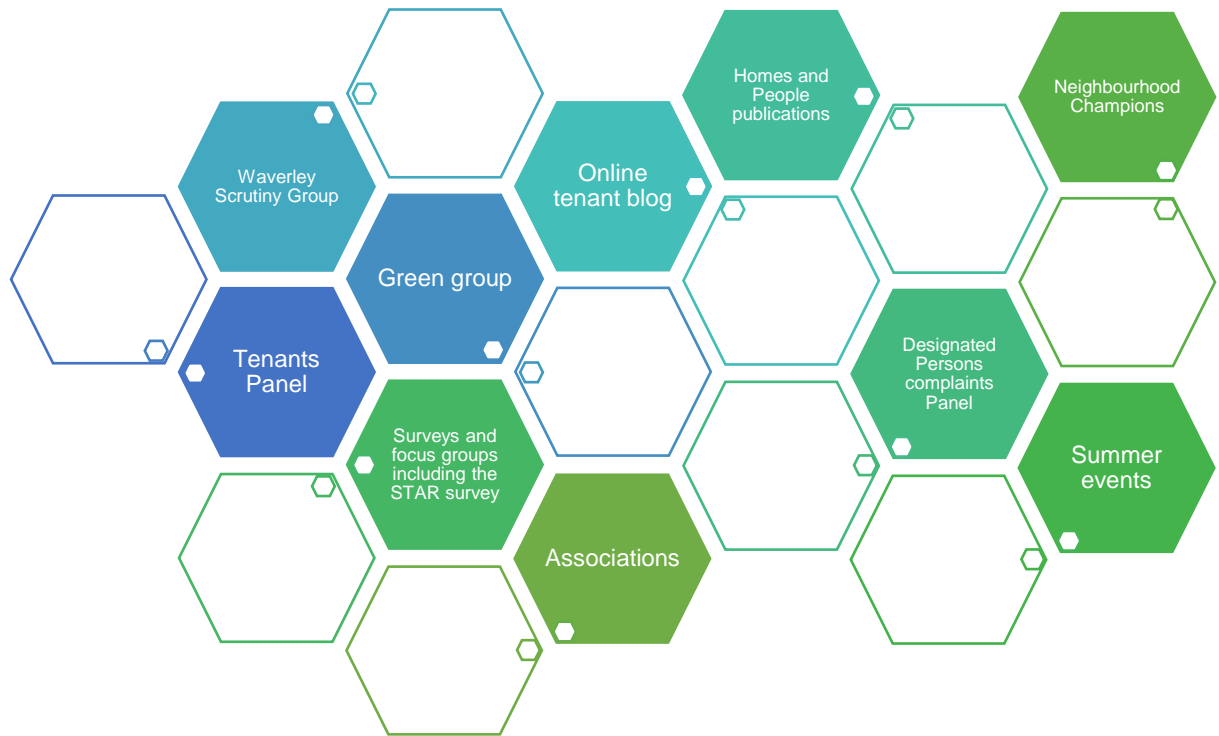 Homes and
People
publications
Neighbourhood
Champions
Waverley
Scrutiny Group
Online
tenant blog
Green group
Tenants
Panel
Designated
Persons
complaints
Panel
Surveys and
focus groups
including the
STAR survey
Summer
events
Associations